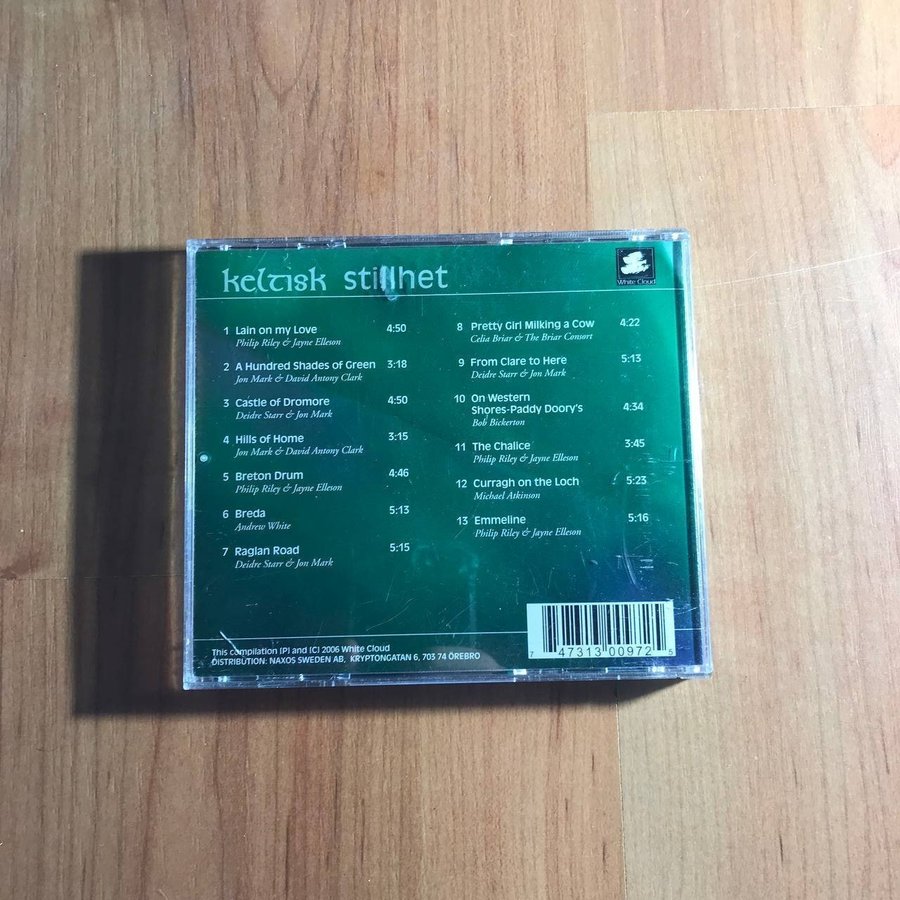 keltisk stillhet
White Cloud
1 Lain on my Love 4:50
Philip Riley & Jayne Elleson
2 A Hundred Shades of Green 3:18
Jon Mark & David Antony Clark
3 Castle of Dromore 4:50
Deidre Starr & Jon Mark
4 Hills of Home 3:15
Jon Mark & David Antony Clark
5 Breton Drum 4:46
Philip Riley & Jayne Elleson
6 Breda 5:13
Andrew White
7 Raglan Road 5:15
Deidre Starr & Jon Mark
8 Pretty Girl Milking a Cow 4:22
Celia Briar & The Briar Consort
9 From Clare to Here 5:13
Deidre Starr & Jon Mark
10 On Western
Shores-Paddy Doory's 4:34
Bob Bickerton
11 The Chalice 3:45
Philip Riley & Jayne Elleson
12 Curragh on the Loch 5:23
Michael Atkinson
13 Emmeline 5:16
Philip Riley & Jayne Elleson
This compilation (P) and (C) 2006 White Cloud
DISTRIBUTION: NAXOS SWEDEN AB, KRYPTONGATAN 6, 703 74 ÖREBRO
7 47313 00972 5